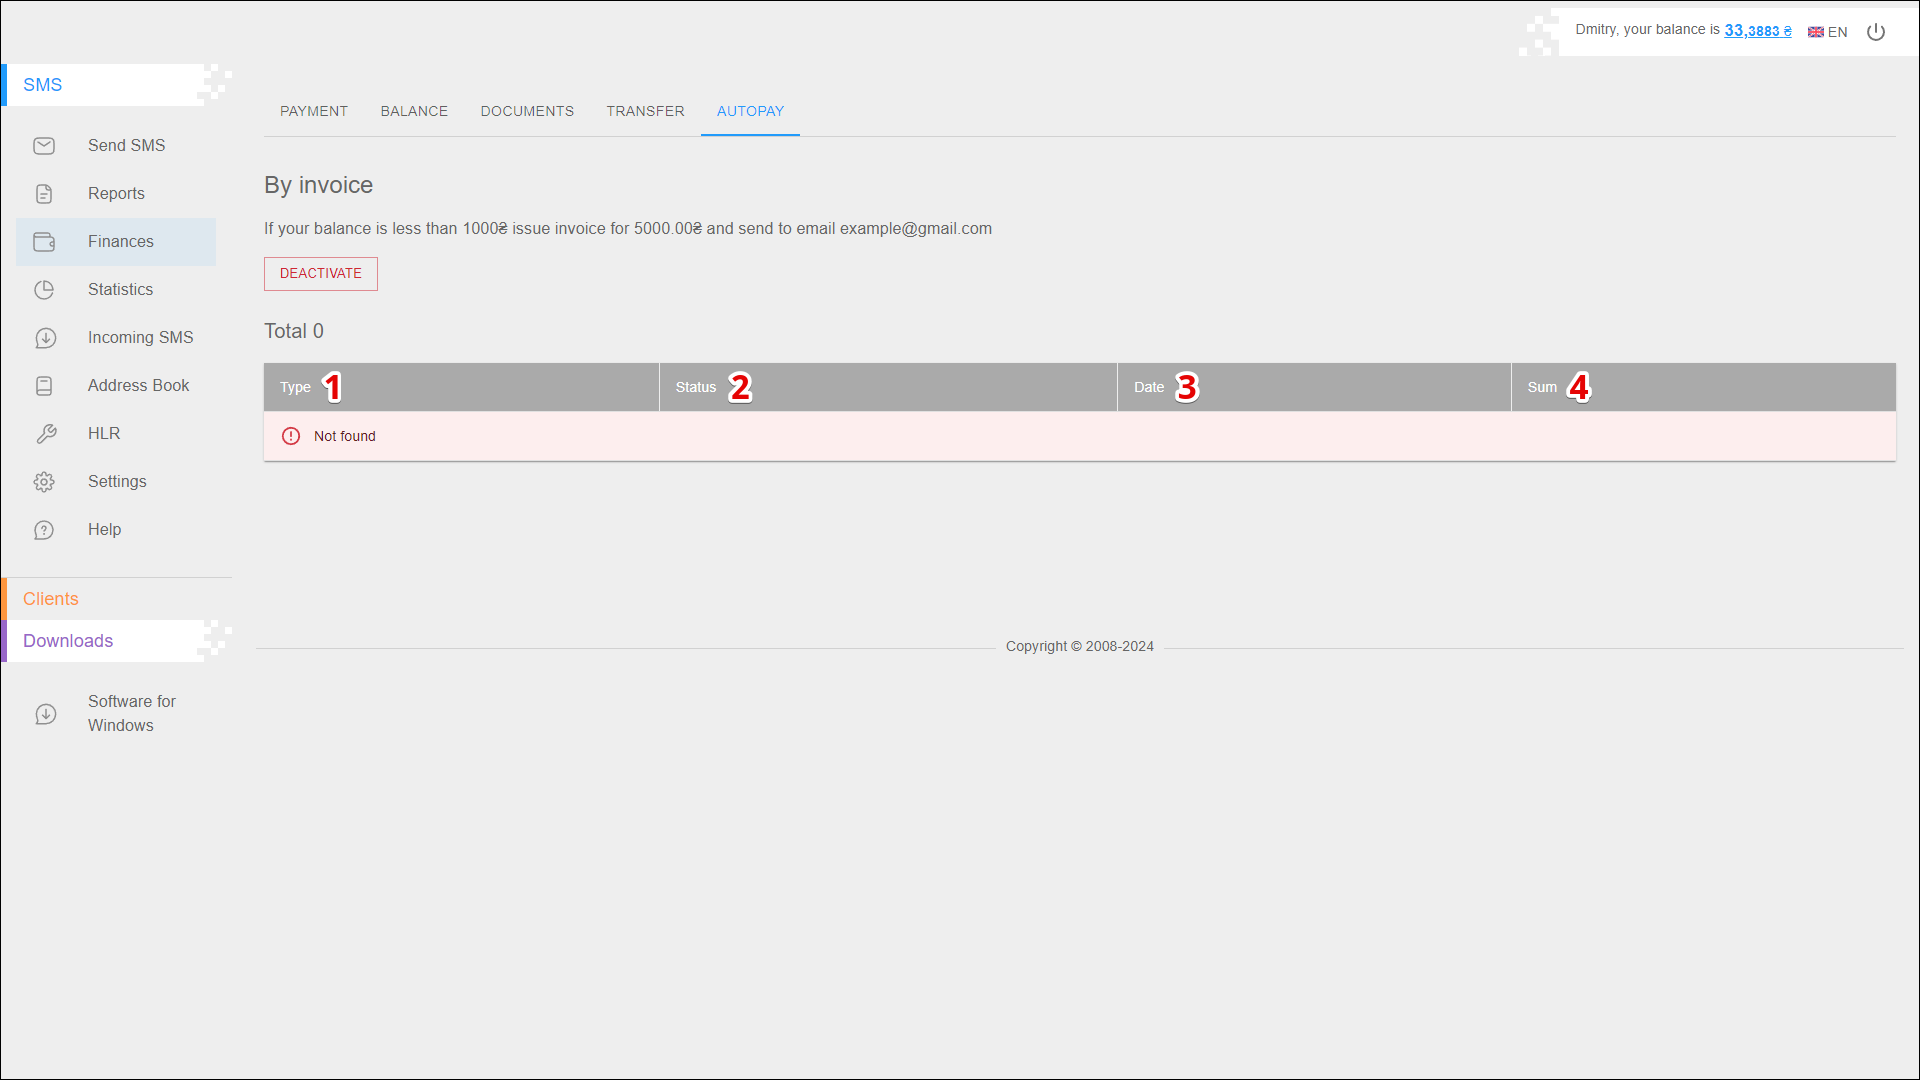 Dmitry, your balance is 33,3883 ₴ EN
SMS
Send SMS
Reports
Finances
Statistics
Incoming SMS
Address Book
HLR
Settings
Help
Clients
Downloads
Software for
Windows
PAYMENT BALANCE DOCUMENTS TRANSFER AUTOPAY
By invoice
If your balance is less than 1000₴ issue invoice for 5000.00₴ and send to email example@gmail.com
DEACTIVATE
Total 0
Type 1 Status 2 Date 3 Sum 4
Not found
Copyright © 2008-2024